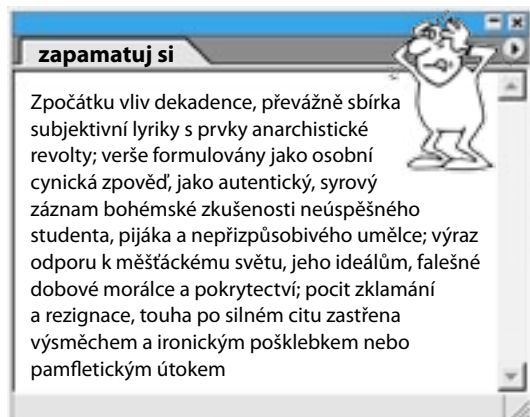 zapamatuj si
Zpočátku vliv dekadence, převážně sbírka
subjektivní lyriky s prvky anarchistické
revolty; verše formulovány jako osobní
cynická zpověď, jako autentický, syrový
záznam bohémské zkušenosti neúspěšného
studenta, pijáka a nepřizpůsobivého umělce; výraz
odporu k měšťáckému světu, jeho ideálům, falešné
dobové morálce a pokrytectví; pocit zklamání
a rezignace, touha po silném citu zastřena
výsměchem a ironickým pošklebkem nebo
pamfletickým útokem